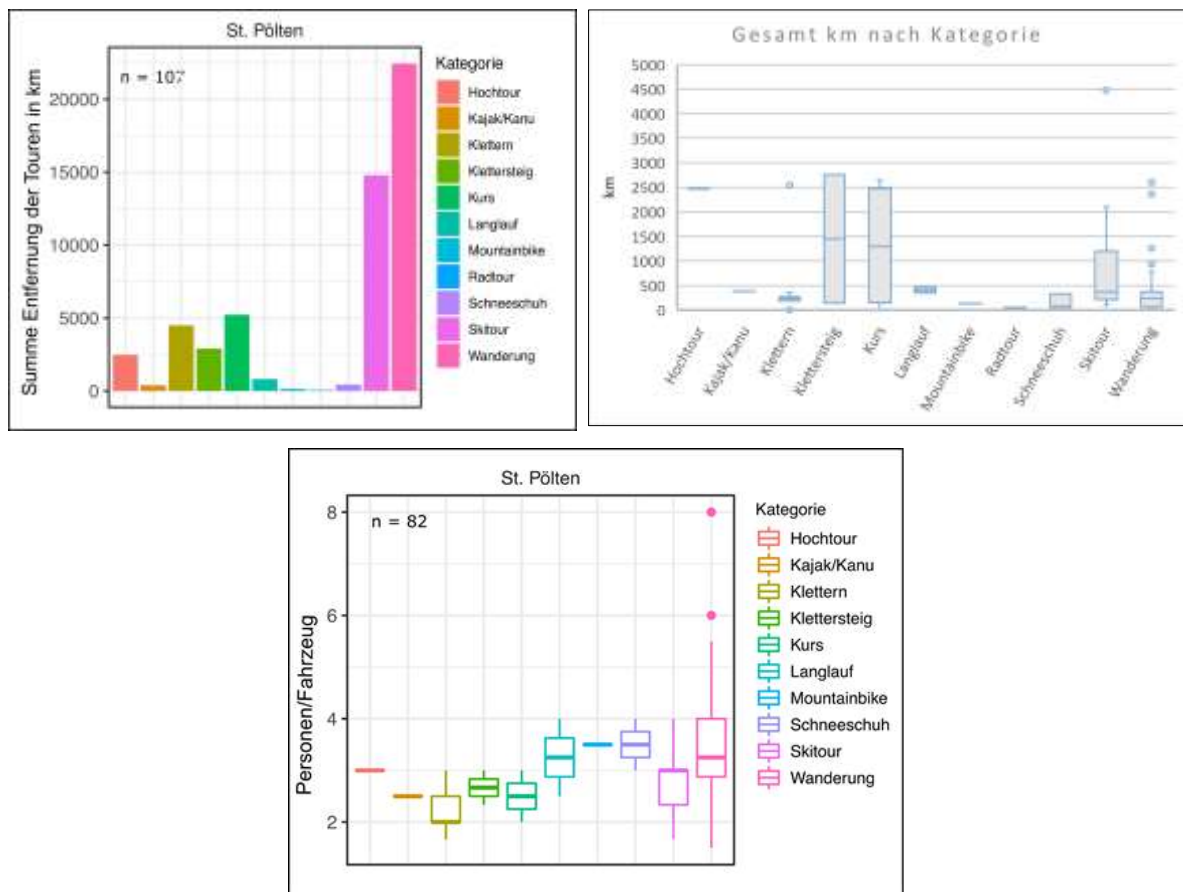 St. Pölten
n = 107
Summe Entfernung der Touren in km
20000
15000
10000
5000
0
Kategorie
Hochtour
Kajak/Kanu
Klettern
Klettersteig
Kurs
Langlauf
Mountainbike
Radtour
Schneeschuh
Skitour
Wanderung
Gesamt km nach Kategorie
km
5000
4500
4000
3500
3000
2500
2000
1500
1000
500
0
Hochtour
Kajak/Kanu
Klettern
Klettersteig
Kurs
Langlauf
Mountainbike
Radtour
Schneeschuh
Skitour
Wanderung
St. Pölten
n = 82
Personen/Fahrzeug
8
6
4
2
Kategorie
Hochtour
Kajak/Kanu
Klettern
Klettersteig
Kurs
Langlauf
Mountainbike
Schneeschuh
Skitour
Wanderung